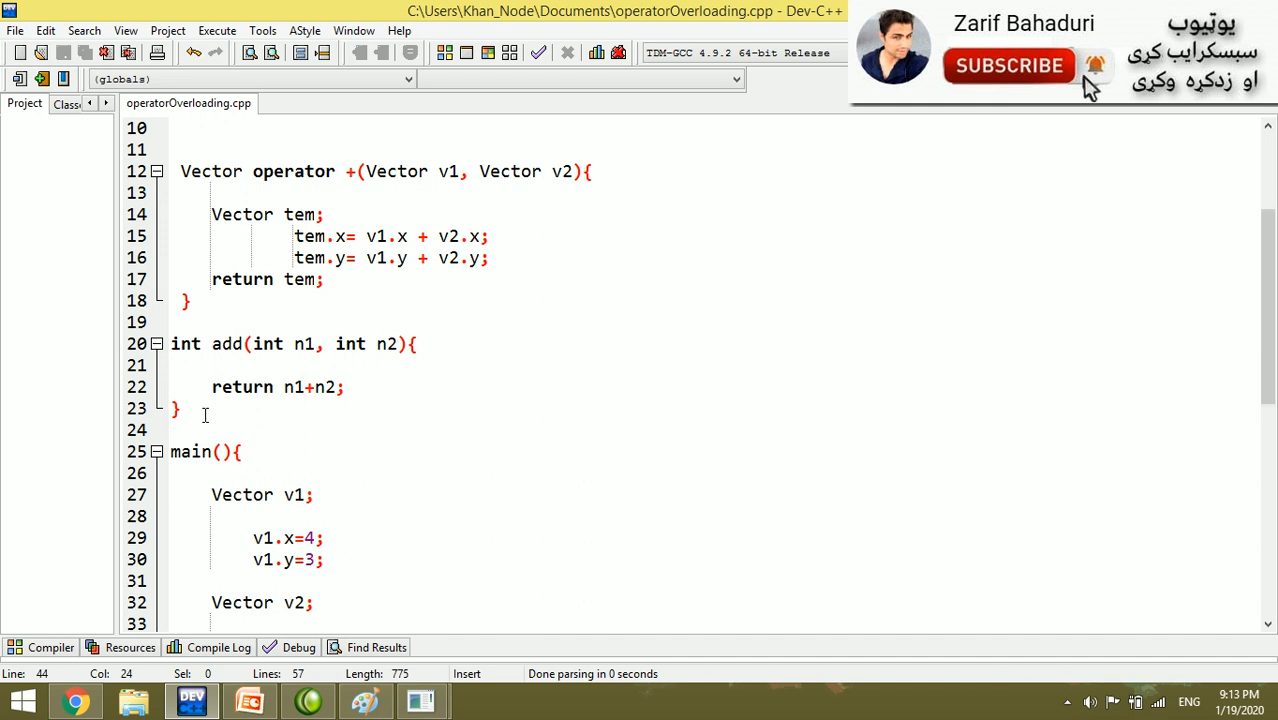 C:\Users\Khan_Node\Documents\operatorOverloading.cpp - Dev-C++
File Edit Search View Project Execute Tools AStyle Window Help
TDM-GCC 4.9.2 64-bit Release
(globals)
Project Classe operatorOverloading.cpp
Zarif Bahaduri
SUBSCRIBE
یوټیوب
سبسکرایب کړی
او زدکړه وکړی
10
11
12 Vector operator +(Vector v1, Vector v2){
13
14 Vector tem;
15 tem.x= v1.x + v2.x;
16 tem.y= v1.y + v2.y;
17 return tem;
18 }
19
20 int add(int n1, int n2){
21
22 return n1+n2;
23 }
24
25 main(){
26
27 Vector v1;
28
29 v1.x=4;
30 v1.y=3;
31
32 Vector v2;
33
Compiler Resources Compile Log Debug Find Results
Line: 44 Col: 24 Sel: 0 Lines: 57 Length: 775 Insert Done parsing in 0 seconds
DEV
C++
ENG
9:13 PM
1/19/2020